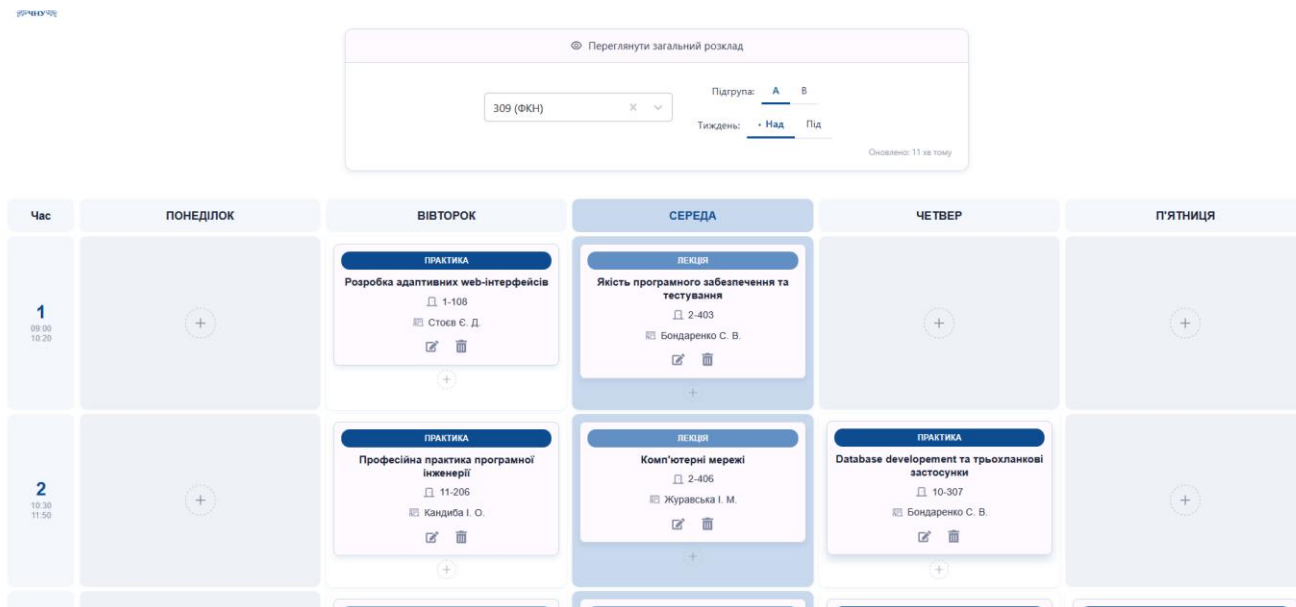 ЧНУ
Переглянути загальний розклад
309 (ФКН)
Підгрупа: A B
Тиждень: • Над Під
Оновлено: 11 хв тому
Час ПОНЕДІЛОК ВІВТОРОК СЕРЕДА ЧЕТВЕР П'ЯТНИЦЯ
1
09:00
10:20
ПРАКТИКА
Розробка адаптивних web-інтерфейсів
1-108
Стоєв Є. Д.
ЛЕКЦІЯ
Якість програмного забезпечення та
тестування
2-403
Бондаренко С. В.
2
10:30
11:50
ПРАКТИКА
Професійна практика програмної
інженерії
11-206
Кандиба І. О.
ЛЕКЦІЯ
Комп'ютерні мережі
2-406
Журавська І. М.
ПРАКТИКА
Database developement та трьохланкові
застосунки
10-307
Бондаренко С. В.